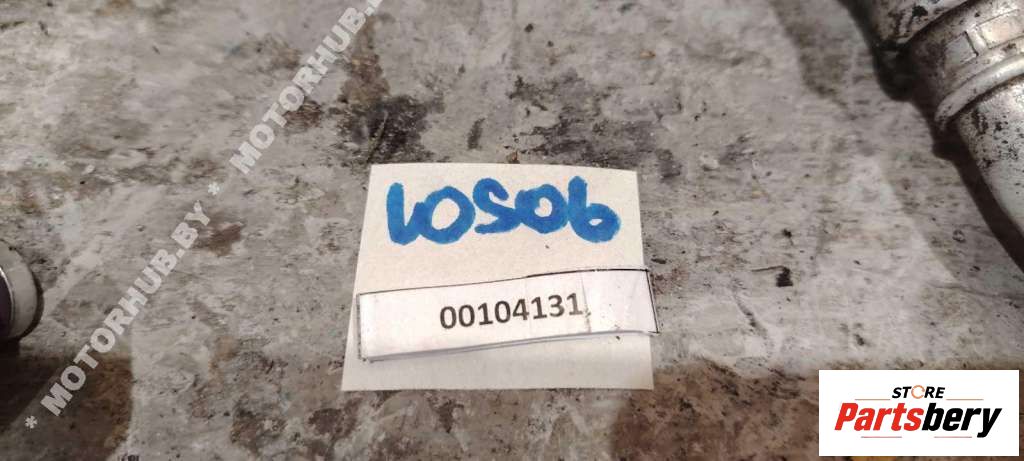 * MOTORHUB.BY * MOTORHUB.BY
10506
00104131
STORE
Partsbery